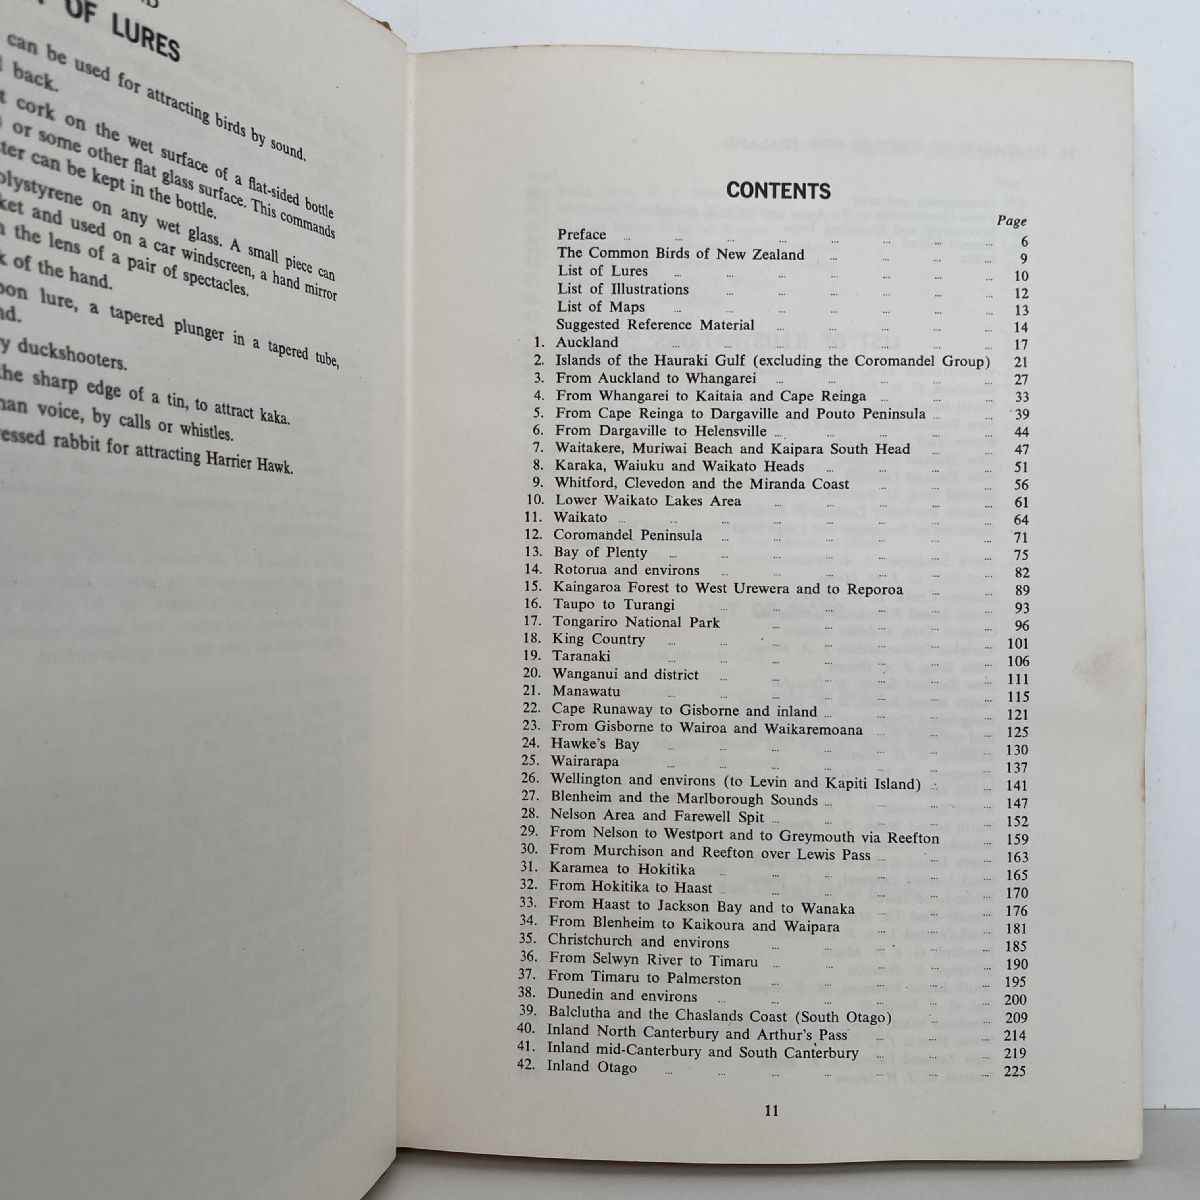 OF LURES
can be used for attracting birds by sound.
back.
cork on the wet surface of a flat-sided bottle
or some other flat glass surface. This commands
can be kept in the bottle.
on any wet glass. A small piece can
and used on a car windscreen, a hand mirror
the lens of a pair of spectacles.
of the hand.
lure, a tapered plunger in a tapered tube,
duckshooters.
the sharp edge of a tin, to attract kaka.
voice, by calls or whistles.
rabbit for attracting Harrier Hawk.
CONTENTS
Page
Preface ... 6
The Common Birds of New Zealand ... 9
List of Lures ... 10
List of Illustrations ... 12
List of Maps ... 13
Suggested Reference Material ... 14
1. Auckland ... 17
2. Islands of the Hauraki Gulf (excluding the Coromandel Group) 21
3. From Auckland to Whangarei ... 27
4. From Whangarei to Kaitaia and Cape Reinga ... 33
5. From Cape Reinga to Dargaville and Pouto Peninsula ... 39
6. From Dargaville to Helensville ... 44
7. Waitakere, Muriwai Beach and Kaipara South Head ... 47
8. Karaka, Waiuku and Waikato Heads ... 51
9. Whitford, Clevedon and the Miranda Coast ... 56
10. Lower Waikato Lakes Area ... 61
11. Waikato ... 64
12. Coromandel Peninsula ... 71
13. Bay of Plenty ... 75
14. Rotorua and environs ... 82
15. Kaingaroa Forest to West Urewera and to Reporoa ... 89
16. Taupo to Turangi ... 93
17. Tongariro National Park ... 96
18. King Country ... 101
19. Taranaki ... 106
20. Wanganui and district ... 111
21. Manawatu ... 115
22. Cape Runaway to Gisborne and inland ... 121
23. From Gisborne to Wairoa and Waikaremoana ... 125
24. Hawke's Bay ... 130
25. Wairarapa ... 137
26. Wellington and environs (to Levin and Kapiti Island) ... 141
27. Blenheim and the Marlborough Sounds ... 147
28. Nelson Area and Farewell Spit ... 152
29. From Nelson to Westport and to Greymouth via Reefton ... 159
30. From Murchison and Reefton over Lewis Pass ... 163
31. Karamea to Hokitika ... 165
32. From Hokitika to Haast ... 170
33. From Haast to Jackson Bay and to Wanaka ... 176
34. From Blenheim to Kaikoura and Waipara ... 181
35. Christchurch and environs ... 185
36. From Selwyn River to Timaru ... 190
37. From Timaru to Palmerston ... 195
38. Dunedin and environs ... 200
39. Balclutha and the Chaslands Coast (South Otago) ... 209
40. Inland North Canterbury and Arthur's Pass ... 214
41. Inland mid-Canterbury and South Canterbury ... 219
42. Inland Otago ... 225
11